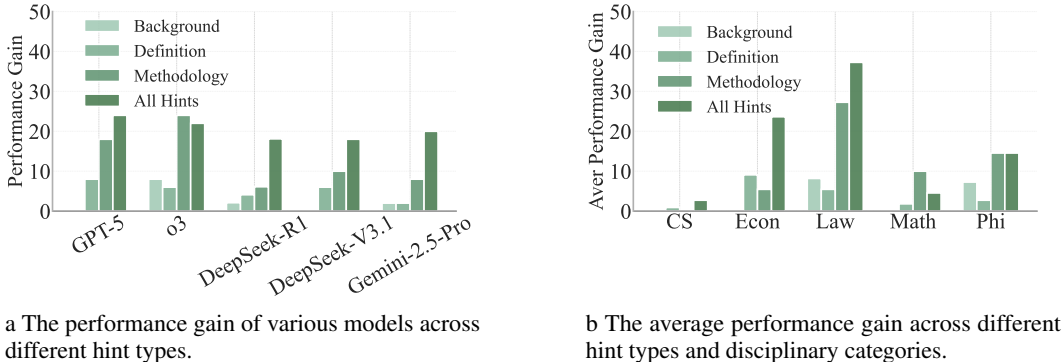 50
40
30
20
10
0
Performance Gain
Background
Definition
Methodology
All Hints
GPT-5
o3
DeepSeek-R1
DeepSeek-V3.1
Gemini-2.5-Pro
a The performance gain of various models across
different hint types.
50
40
30
20
10
0
Aver Performance Gain
Background
Definition
Methodology
All Hints
CS
Econ
Law
Math
Phi
b The average performance gain across different
hint types and disciplinary categories.